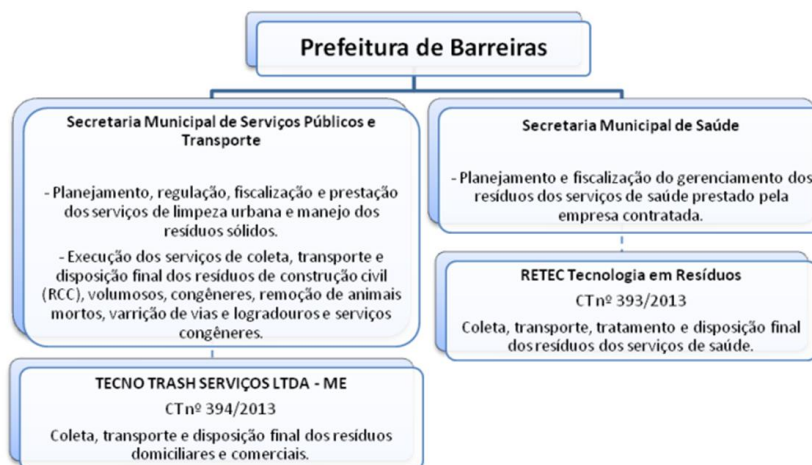 Prefeitura de Barreiras
Secretaria Municipal de Serviços Públicos e
Transporte
- Planejamento, regulação, fiscalização e prestação
dos serviços de limpeza urbana e manejo dos
resíduos sólidos.
- Execução dos serviços de coleta, transporte e
disposição final dos resíduos de construção civil
(RCC), volumosos, congêneres, remoção de animais
mortos, varrição de vias e logradouros e serviços
congêneres.
TECNO TRASH SERVIÇOS LTDA - ME
CT nº 394/2013
Coleta, transporte e disposição final dos resíduos
domiciliares e comerciais.
Secretaria Municipal de Saúde
- Planejamento e fiscalização do gerenciamento dos
resíduos dos serviços de saúde prestado pela
empresa contratada.
RETEC Tecnologia em Resíduos
CT nº 393/2013
Coleta, transporte, tratamento e disposição final
dos resíduos dos serviços de saúde.